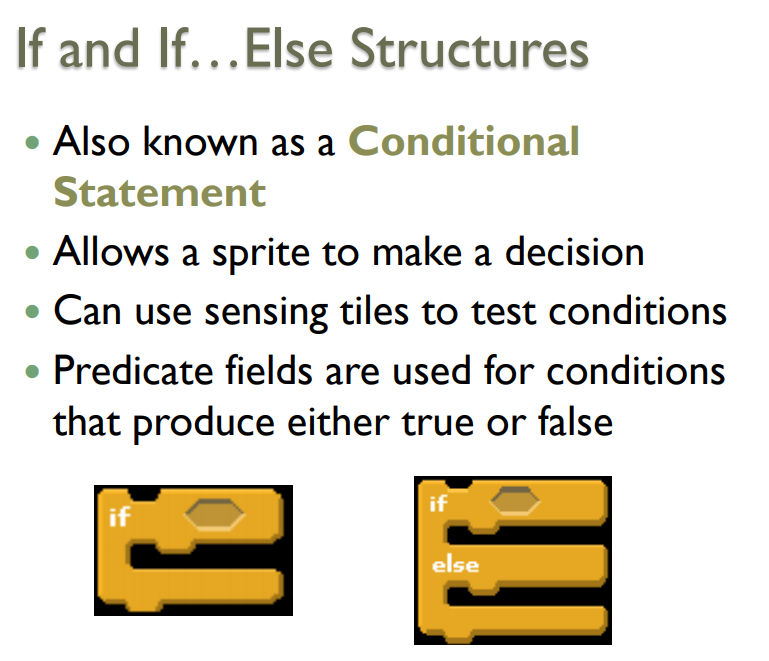 If and If…Else Structures
• Also known as a Conditional
Statement
• Allows a sprite to make a decision
• Can use sensing tiles to test conditions
• Predicate fields are used for conditions
that produce either true or false
if
if
else